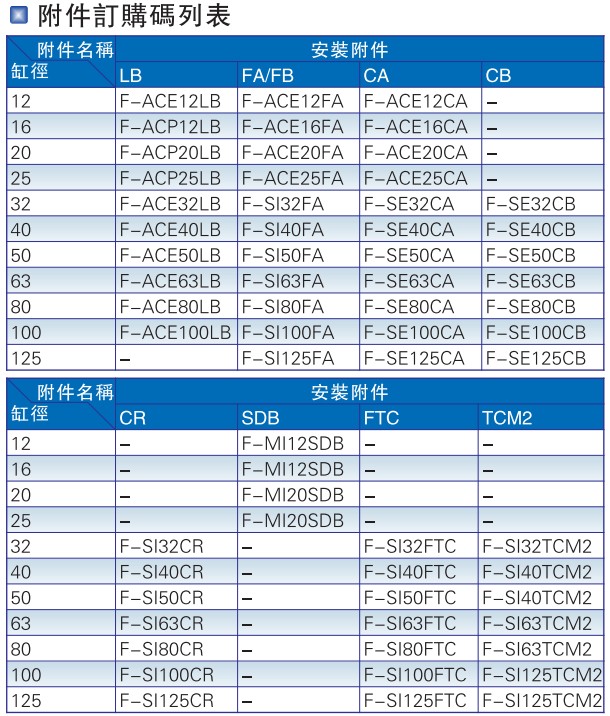 附件訂購碼列表
附件名稱 安裝附件
缸徑 LB FA/FB CA CB
12 F-ACE12LB F-ACE12FA F-ACE12CA -
16 F-ACP12LB F-ACE16FA F-ACE16CA -
20 F-ACP20LB F-ACE20FA F-ACE20CA -
25 F-ACP25LB F-ACE25FA F-ACE25CA -
32 F-ACE32LB F-SI32FA F-SE32CA F-SE32CB
40 F-ACE40LB F-SI40FA F-SE40CA F-SE40CB
50 F-ACE50LB F-SI50FA F-SE50CA F-SE50CB
63 F-ACE63LB F-SI63FA F-SE63CA F-SE63CB
80 F-ACE80LB F-SI80FA F-SE80CA F-SE80CB
100 F-ACE100LB F-SI100FA F-SE100CA F-SE100CB
125 - F-SI125FA F-SE125CA F-SE125CB
附件名稱 安裝附件
缸徑 CR SDB FTC TCM2
12 - F-MI12SDB - -
16 - F-MI12SDB - -
20 - F-MI20SDB - -
25 - F-MI20SDB - -
32 F-SI32CR - F-SI32FTC F-SI32TCM2
40 F-SI40CR - F-SI40FTC F-SI40TCM2
50 F-SI50CR - F-SI50FTC F-SI40TCM2
63 F-SI63CR - F-SI63FTC F-SI63TCM2
80 F-SI80CR - F-SI80FTC F-SI63TCM2
100 F-SI100CR - F-SI100FTC F-SI125TCM2
125 F-SI125CR - F-SI125FTC F-SI125TCM2